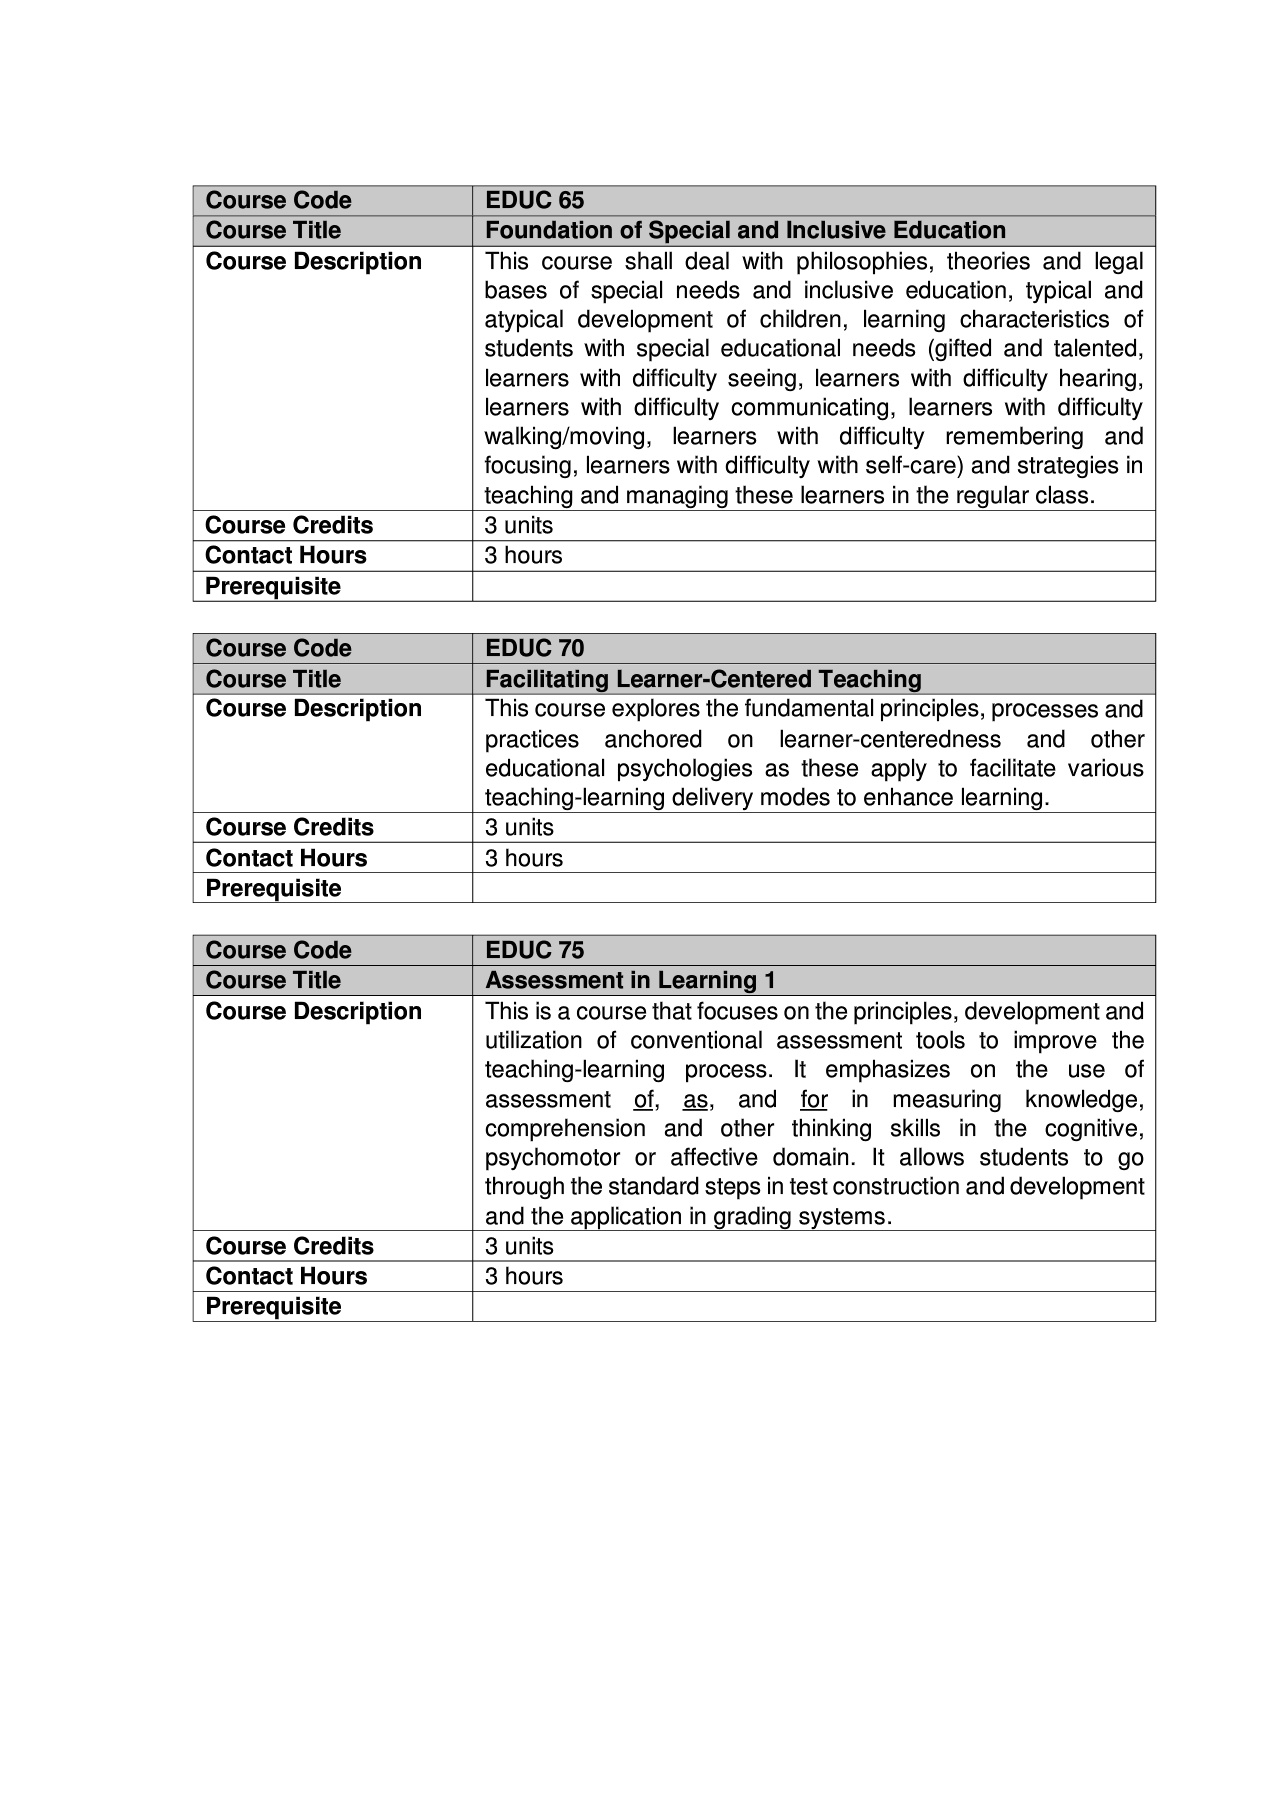 Course Code EDUC 65
Course Title Foundation of Special and Inclusive Education
Course Description This course shall deal with philosophies, theories and legal
bases of special needs and inclusive education, typical and
atypical development of children, learning characteristics of
students with special educational needs (gifted and talented,
learners with difficulty seeing, learners with difficulty hearing,
learners with difficulty communicating, learners with difficulty
walking/moving, learners with difficulty remembering and
focusing, learners with difficulty with self-care) and strategies in
teaching and managing these learners in the regular class.
Course Credits 3 units
Contact Hours 3 hours
Prerequisite
Course Code EDUC 70
Course Title Facilitating Learner-Centered Teaching
Course Description This course explores the fundamental principles, processes and
practices anchored on learner-centeredness and other
educational psychologies as these apply to facilitate various
teaching-learning delivery modes to enhance learning.
Course Credits 3 units
Contact Hours 3 hours
Prerequisite
Course Code EDUC 75
Course Title Assessment in Learning 1
Course Description This is a course that focuses on the principles, development and
utilization of conventional assessment tools to improve the
teaching-learning process. It emphasizes on the use of
assessment of, as, and for in measuring knowledge,
comprehension and other thinking skills in the cognitive,
psychomotor or affective domain. It allows students to go
through the standard steps in test construction and development
and the application in grading systems.
Course Credits 3 units
Contact Hours 3 hours
Prerequisite